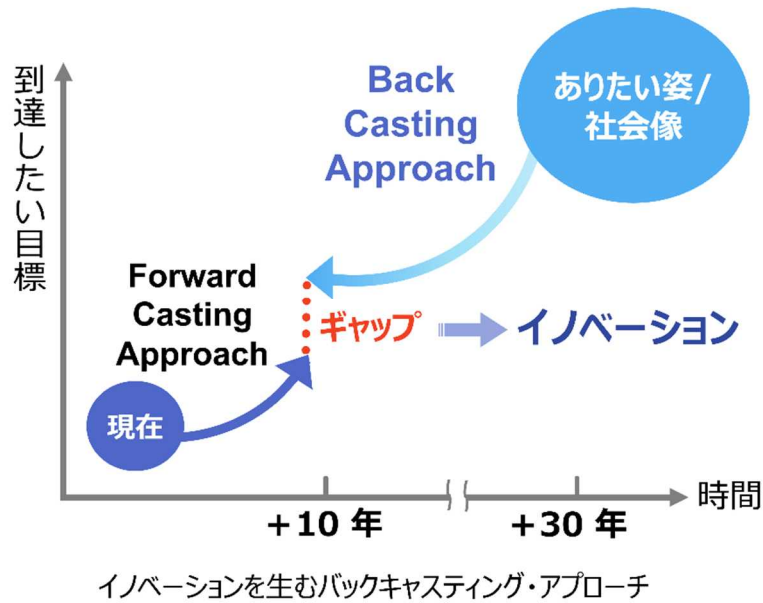 到達したい目標
Back
Casting
Approach
ありたい姿/
社会像
Forward
Casting
Approach
ギャップ
イノベーション
現在
時間
+10 年
+30 年
イノベーションを生むバックキャスティング・アプローチ